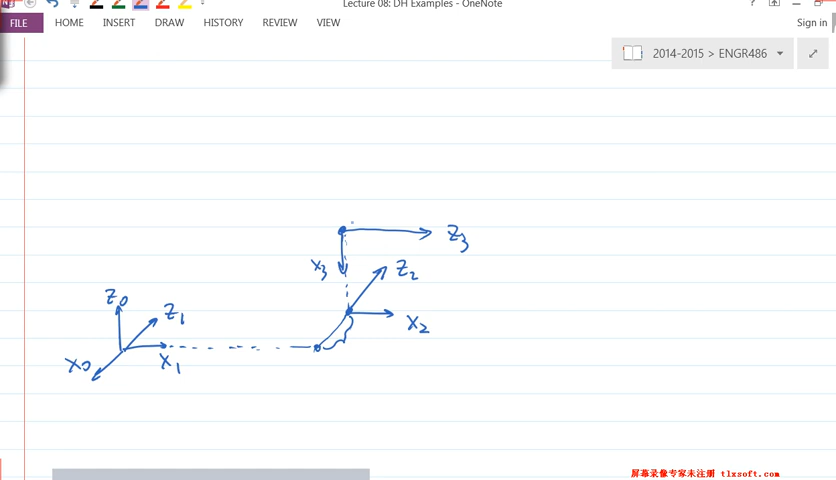 Lecture 08: DH Examples - OneNote
FILE HOME INSERT DRAW HISTORY REVIEW VIEW Sign in
2014-2015 > ENGR486
Z3
X3
Z2
Z0
Z1
X2
X0
X1
屏幕录像专家未注册 tlxsoft.com